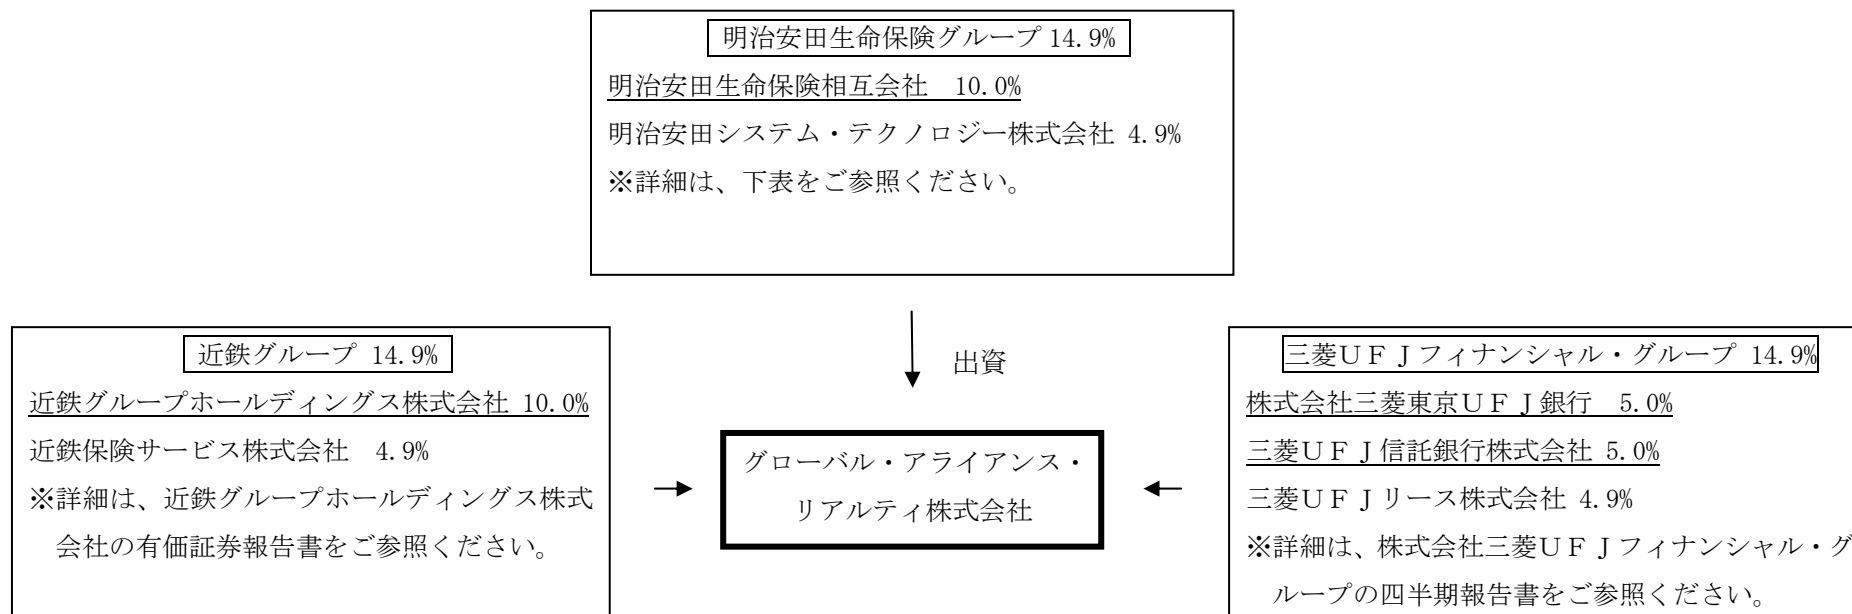 明治安田生命保険グループ 14.9%
明治安田生命保険相互会社　10.0%
明治安田システム・テクノロジー株式会社 4.9%
※詳細は、下表をご参照ください。
出資
近鉄グループ 14.9%
近鉄グループホールディングス株式会社 10.0%
近鉄保険サービス株式会社　4.9%
※詳細は、近鉄グループホールディングス株式
会社の有価証券報告書をご参照ください。
グローバル・アライアンス・
リアルティ株式会社
三菱ＵＦＪフィナンシャル・グループ 14.9%
株式会社三菱東京ＵＦＪ銀行　5.0%
三菱ＵＦＪ信託銀行株式会社 5.0%
三菱ＵＦＪリース株式会社 4.9%
※詳細は、株式会社三菱ＵＦＪフィナンシャル・グ
ループの四半期報告書をご参照ください。